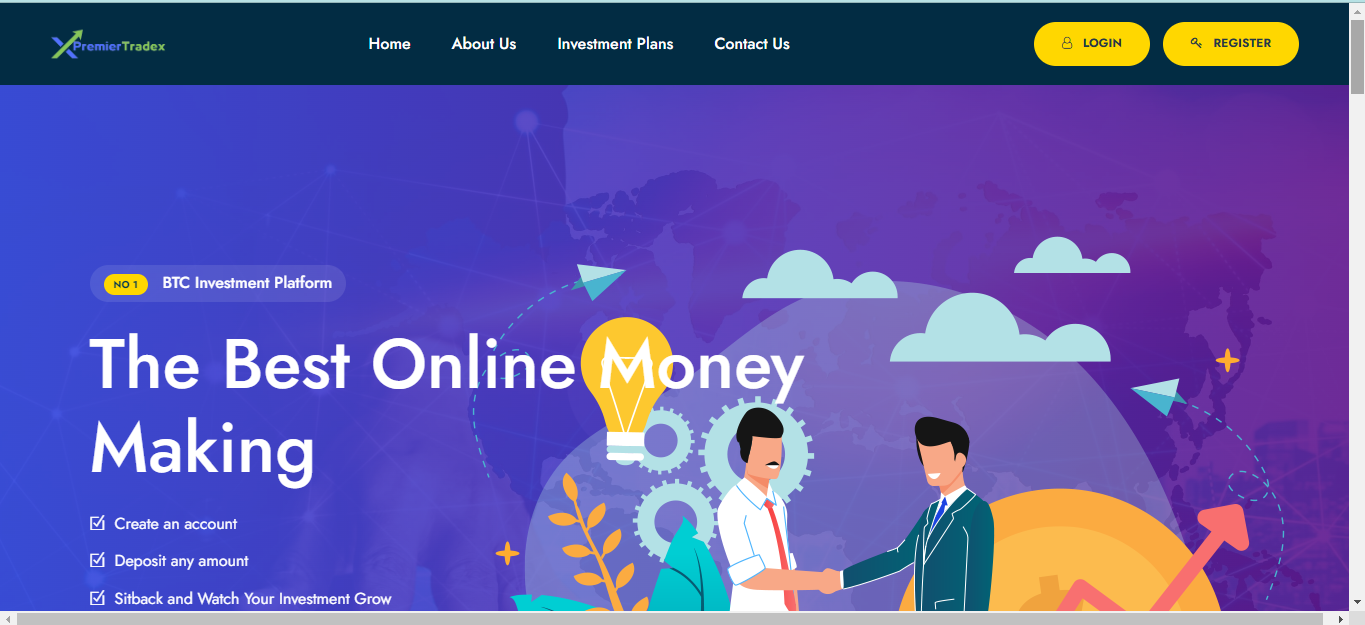 PremierTradex
Home
About Us
Investment Plans
Contact Us
LOGIN
REGISTER
NO 1
BTC Investment Platform
The Best Online Money
Making
Create an account
Deposit any amount
Sitback and Watch Your Investment Grow